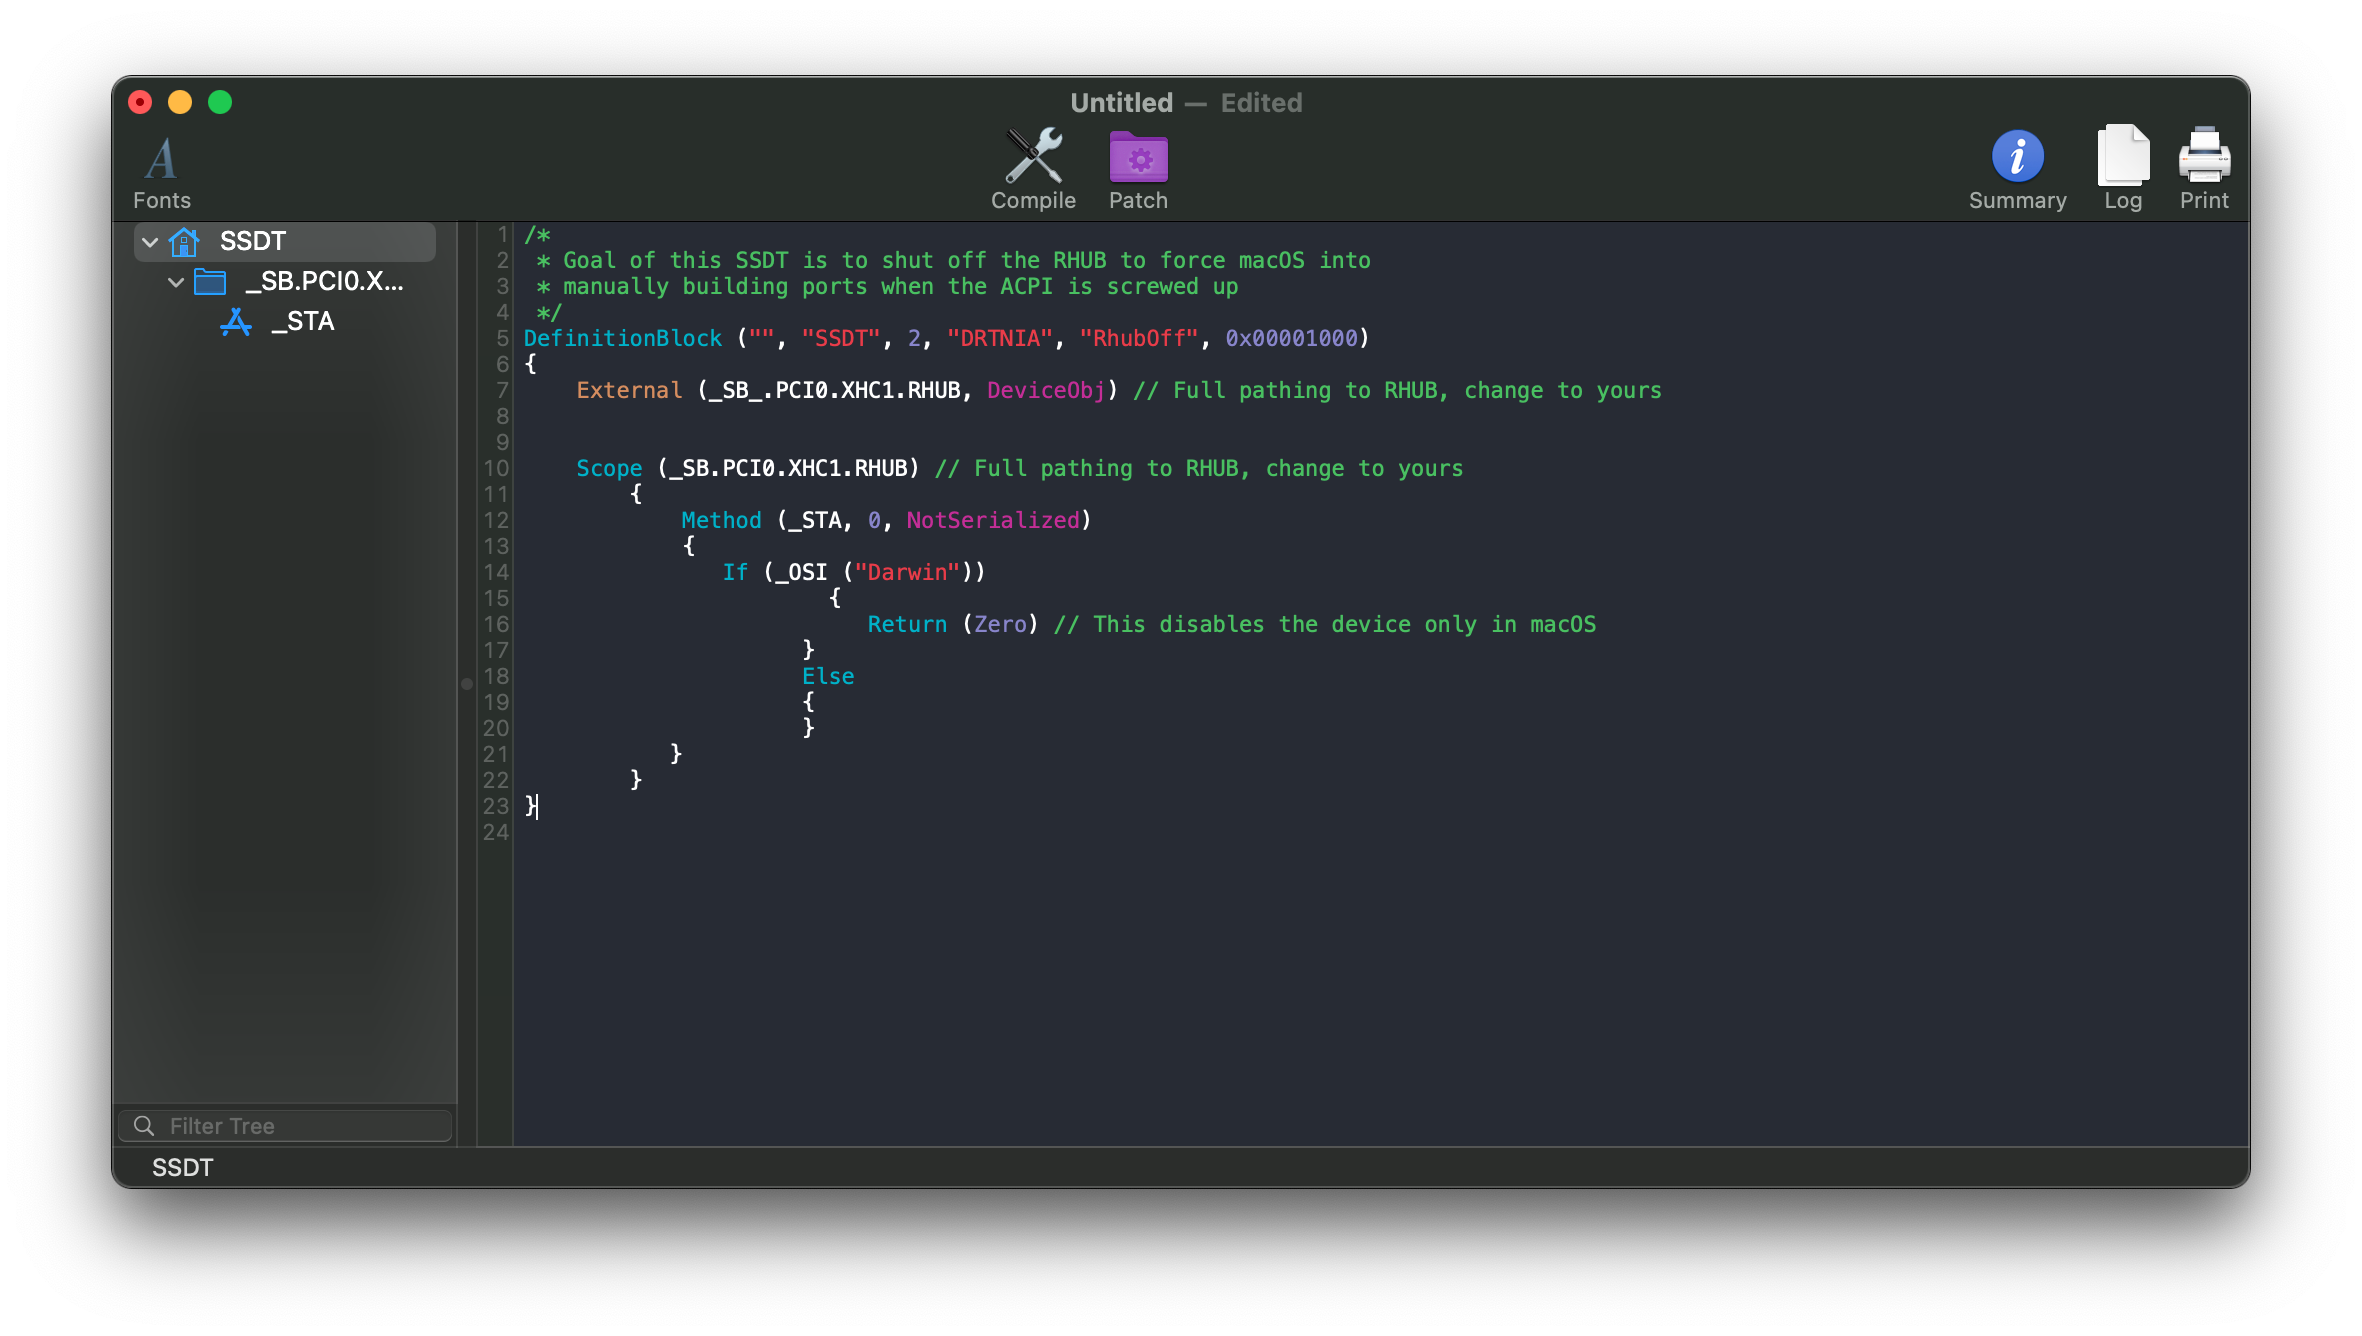 Untitled — Edited
Fonts
Compile
Patch
Summary
Log
Print
SSDT
_SB.PCI0.X...
_STA
1 /*
2  * Goal of this SSDT is to shut off the RHUB to force macOS into
3  * manually building ports when the ACPI is screwed up
4  */
5 DefinitionBlock ("", "SSDT", 2, "DRTNIA", "RhubOff", 0x00001000)
6 {
7     External (_SB_.PCI0.XHC1.RHUB, DeviceObj) // Full pathing to RHUB, change to yours
8
9
10     Scope (_SB.PCI0.XHC1.RHUB) // Full pathing to RHUB, change to yours
11         {
12             Method (_STA, 0, NotSerialized)
13             {
14                If (_OSI ("Darwin"))
15                        {
16                           Return (Zero) // This disables the device only in macOS
17                      }
18                      Else
19                      {
20                      }
21            }
22         }
23 }
24
Filter Tree
SSDT